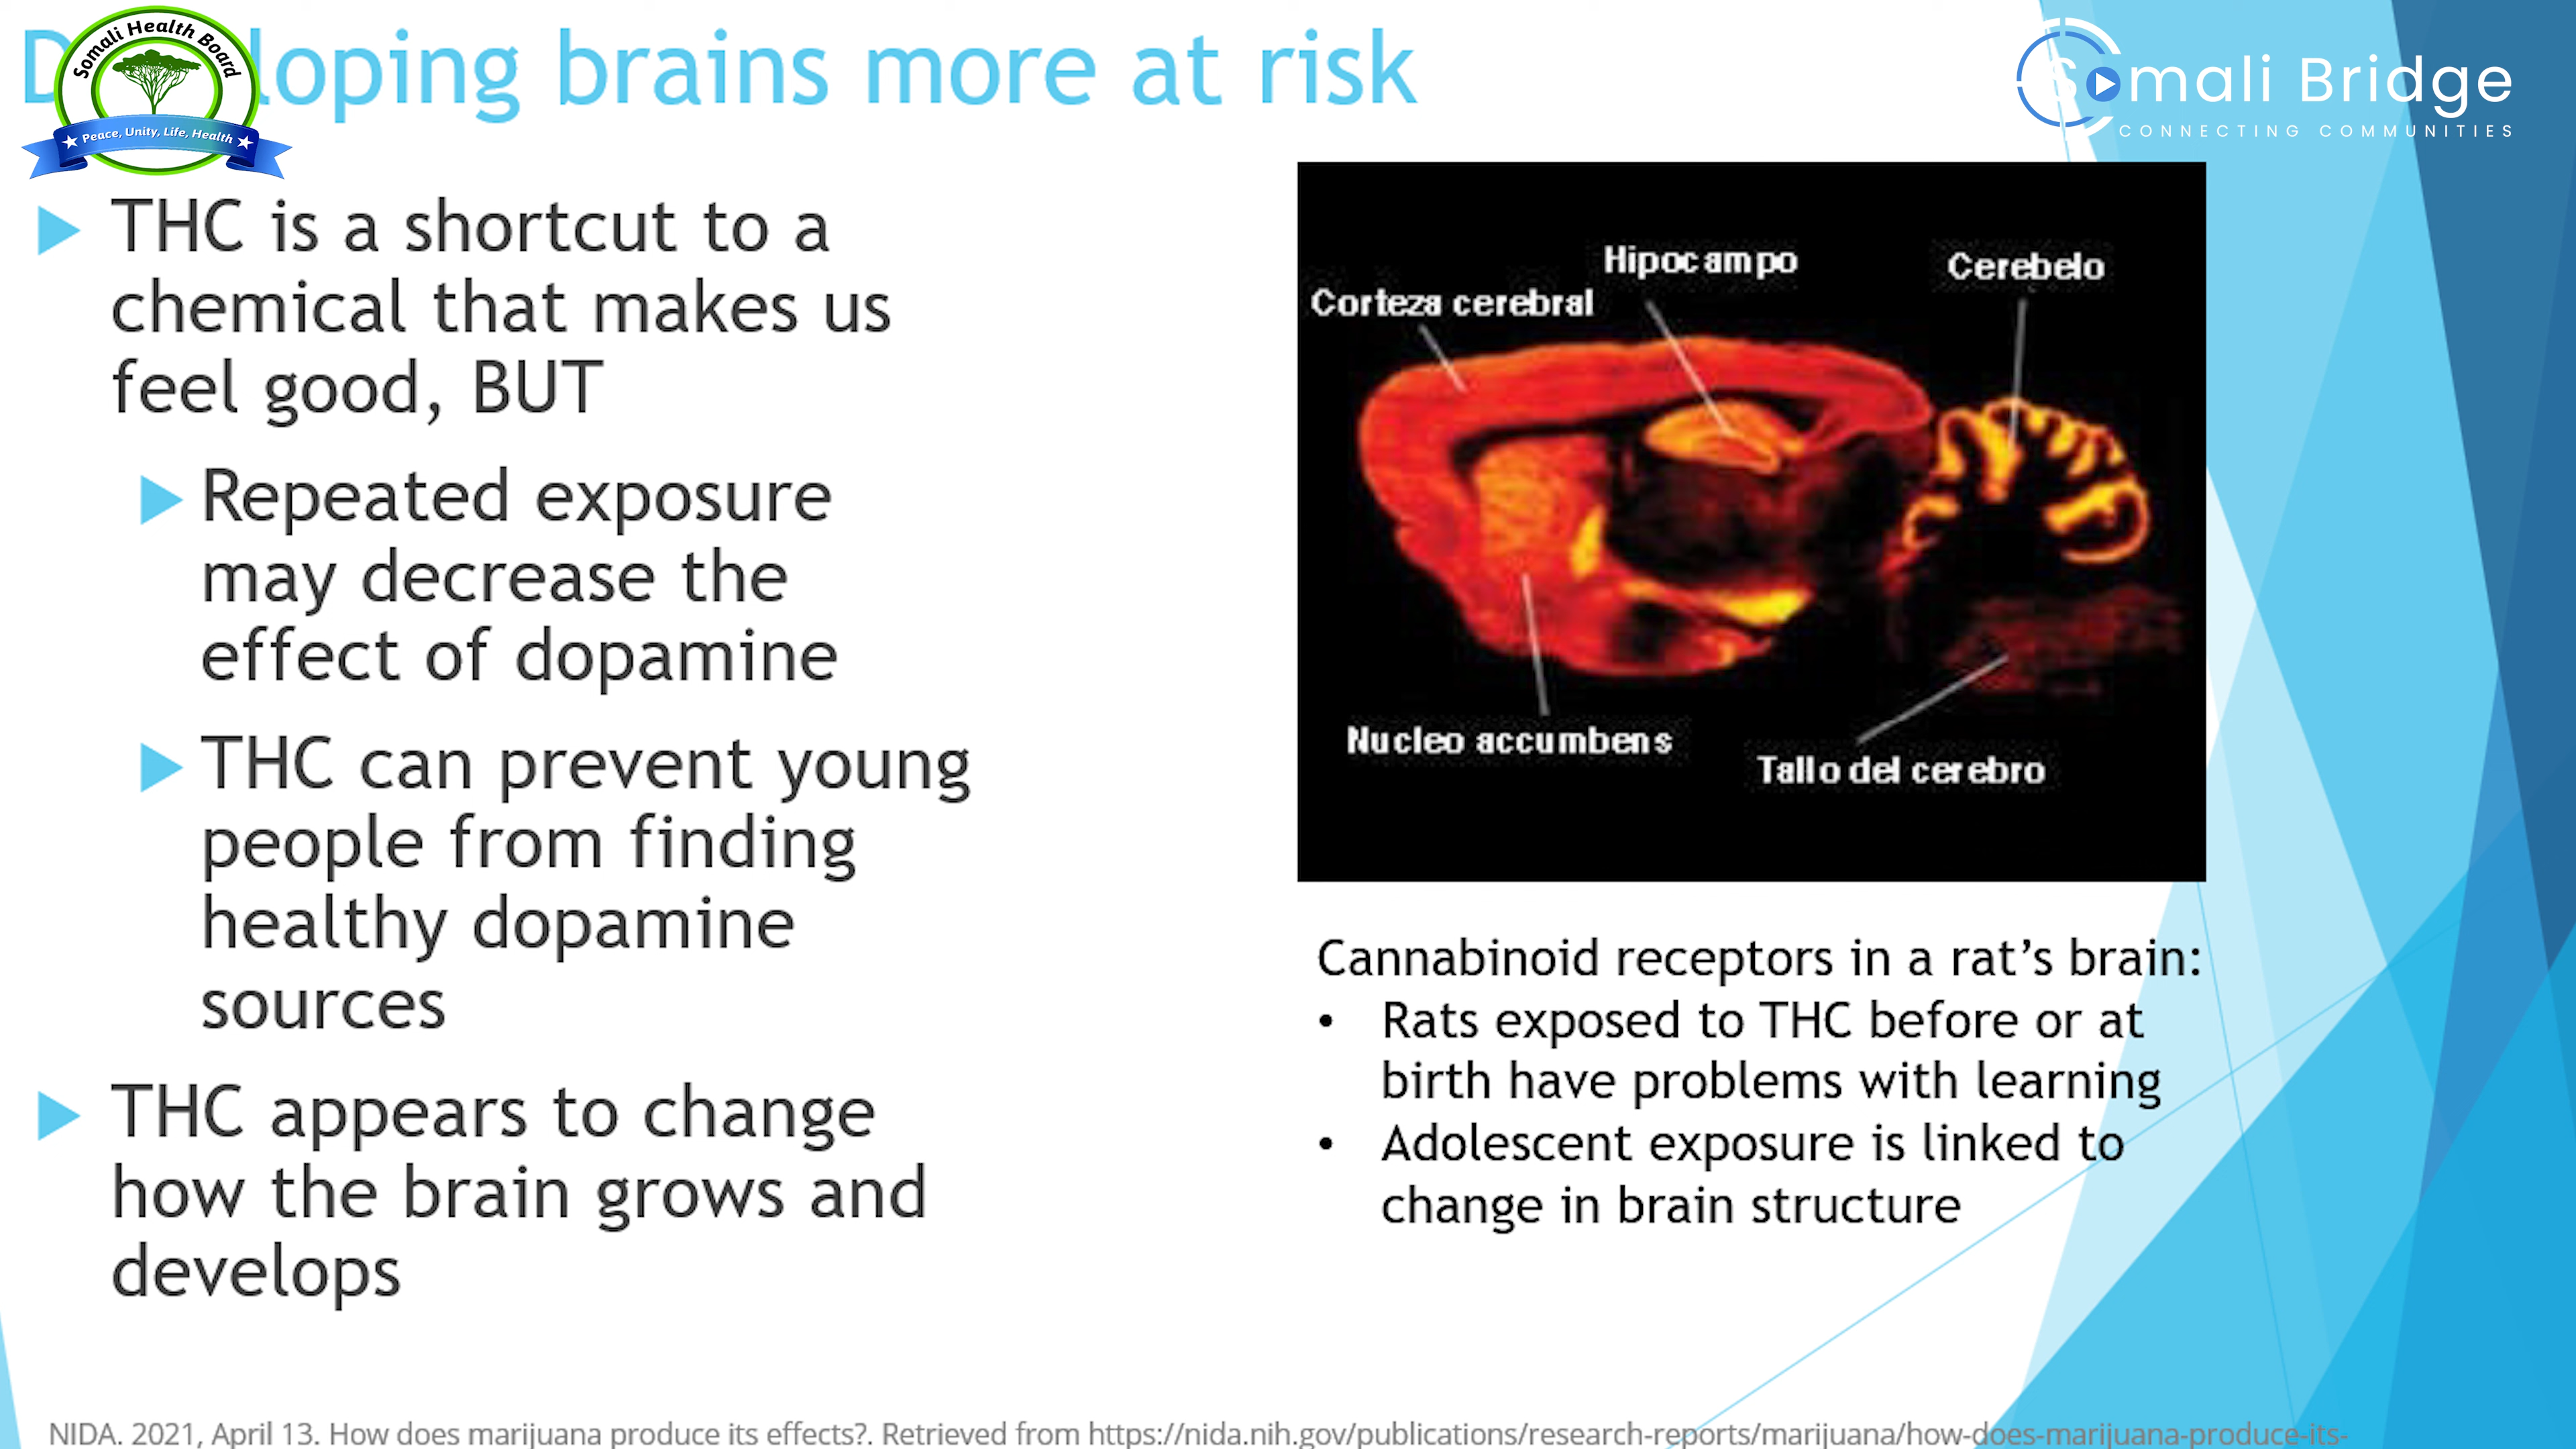 Somali Health Board
Peace, Unity, Life, Health
loping brains more at risk
Somali Bridge
CONNECTING COMMUNITIES
THC is a shortcut to a
chemical that makes us
feel good, BUT
Repeated exposure
may decrease the
effect of dopamine
THC can prevent young
people from finding
healthy dopamine
sources
THC appears to change
how the brain grows and
develops
Hipocampo
Cerebelo
Corteza cerebral
Nucleo accumbens
Tallo del cerebro
Cannabinoid receptors in a rat’s brain:
• Rats exposed to THC before or at
birth have problems with learning
• Adolescent exposure is linked to
change in brain structure
NIDA. 2021, April 13. How does marijuana produce its effects?. Retrieved from https://nida.nih.gov/publications/research-reports/marijuana/how-does-marijuana-produce-its-